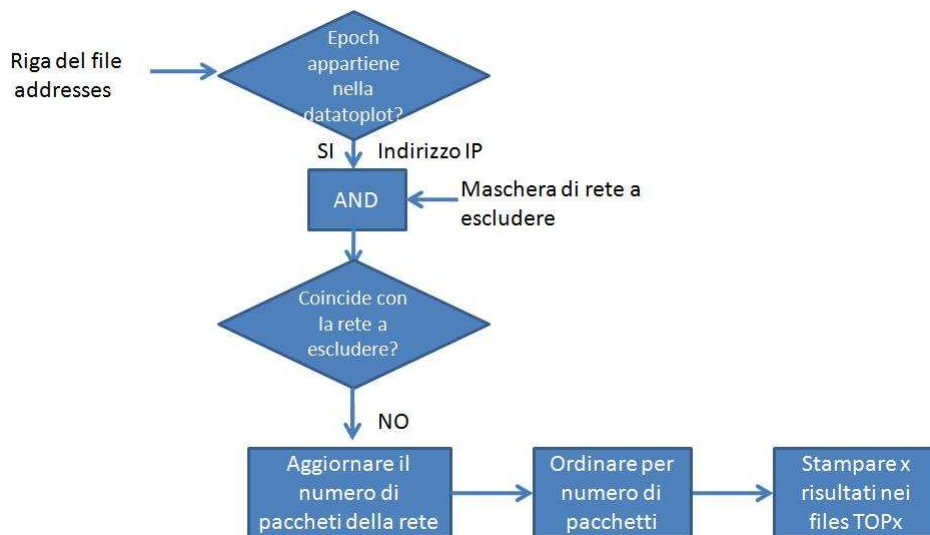 Epoch
appartiene
nella
datatoplot?
Riga del file
addresses
SI
Indirizzo IP
AND
Maschera di rete a
escludere
Coincide con
la rete a
escludere?
NO
Aggiornare il
numero di
paccheti della rete
Ordinare per
numero di
pacchetti
Stampare x
risultati nei
files TOPx